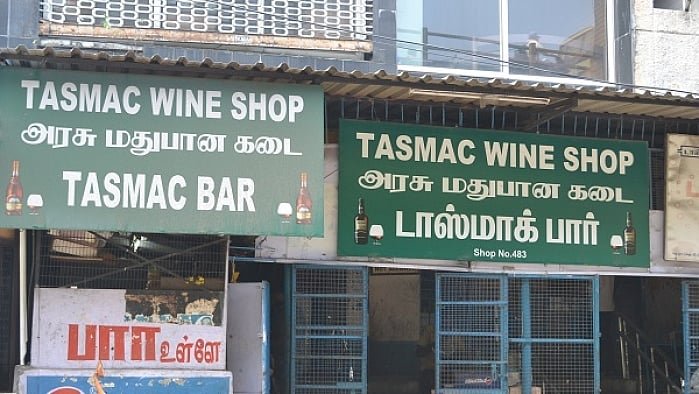 TASMAC WINE SHOP
அரசு மதுபான கடை
TASMAC BAR
TASMAC WINE SHOP
அரசு மதுபான கடை
டாஸ்மாக் பார்
Shop No.483
பார் உள்ளே